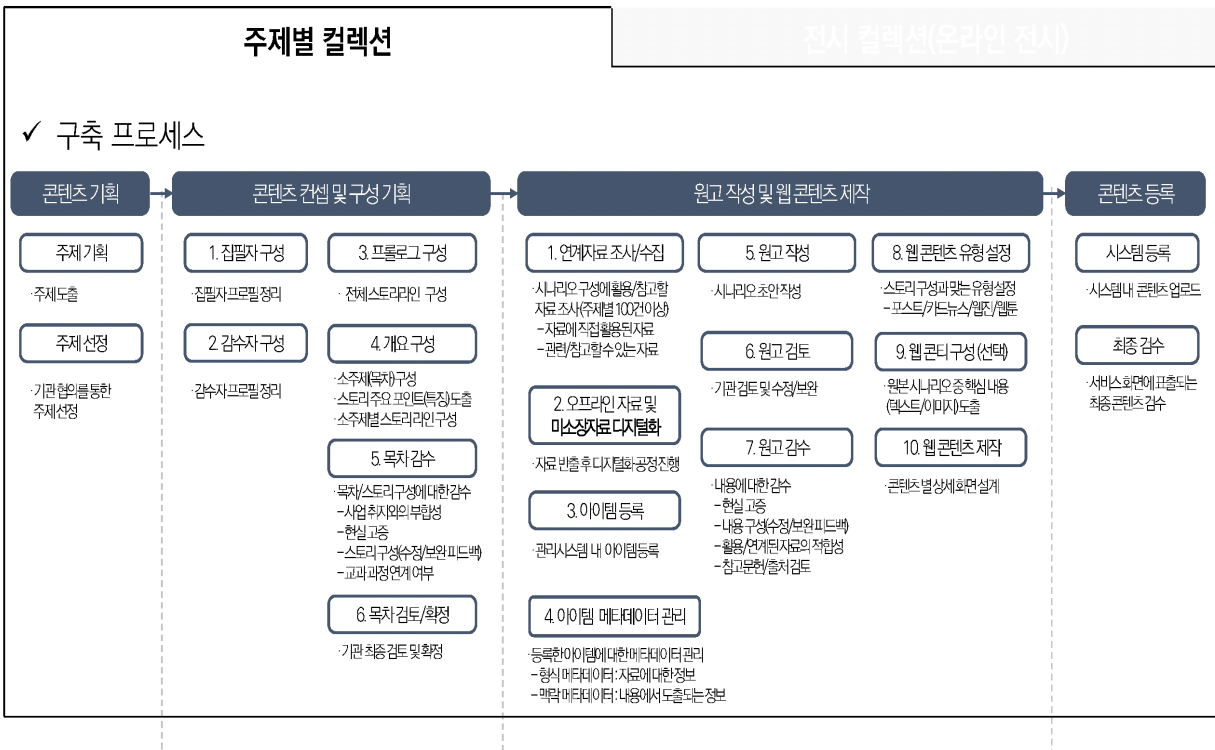 주제별 컬렉션
전시 컬렉션(온라인 전시)
✓ 구축 프로세스
콘텐츠 기획
주제 기획
·주제 도출
주제 선정
·기관 협의를 통한
주제 선정
콘텐츠 컨셉 및 구성 기획
1. 집필자 구성
·집필자 프로필 정리
2. 감수자 구성
·감수자 프로필 정리
3. 프롤로그 구성
·전체 스토리라인 구성
4. 개요 구성
·소주제(목차) 구성
·스토리 주요 포인트(특징) 도출
·소주제별 스토리 라인 구성
5. 목차 감수
·목차/스토리 구성에 대한 감수
– 사업 취지와의 부합성
– 현실 고증
– 스토리 구성(수정/보완 피드백)
– 교과 과정 연계 여부
6. 목차 검토/확정
·기관 최종 검토 및 확정
원고 작성 및 웹 콘텐츠 제작
1. 연계자료 조사/수집
·시나리오 구성에 활용/참고할
자료 조사(주제별 100건 이상)
– 자료에 직접 활용된 자료
– 관련/참고할 수 있는 자료
2. 오프라인 자료 및
미소장자료 디지털화
·자료 반출 후 디지털화 공정 진행
3. 아이템 등록
·관리시스템 내 아이템 등록
4. 아이템 메타데이터 관리
·등록한 아이템에 대한 메타데이터 관리
– 형식 메타데이터 : 자료에 대한 정보
– 맥락 메타데이터 : 내용에서 도출되는 정보
5. 원고 작성
·시나리오 초안 작성
6. 원고 검토
·기관 검토 및 수정/보완
7. 원고 감수
·내용에 대한 감수
– 현실 고증
– 내용 구성(수정/보완 피드백)
– 활용/연계된 자료의 적합성
– 참고문헌/출처 검토
8. 웹 콘텐츠 유형 설정
·스토리 구성과 맞는 유형 설정
– 포스트/카드뉴스/웹진/웹툰
9. 웹 콘티 구성 (선택)
·원본 시나리오 중 핵심 내용
(텍스트/이미지) 도출
10. 웹 콘텐츠 제작
·콘텐츠 별 상세 화면 설계
콘텐츠 등록
시스템 등록
·시스템 내 콘텐츠 업로드
최종 감수
·서비스 화면에 표출되는
최종 콘텐츠 감수